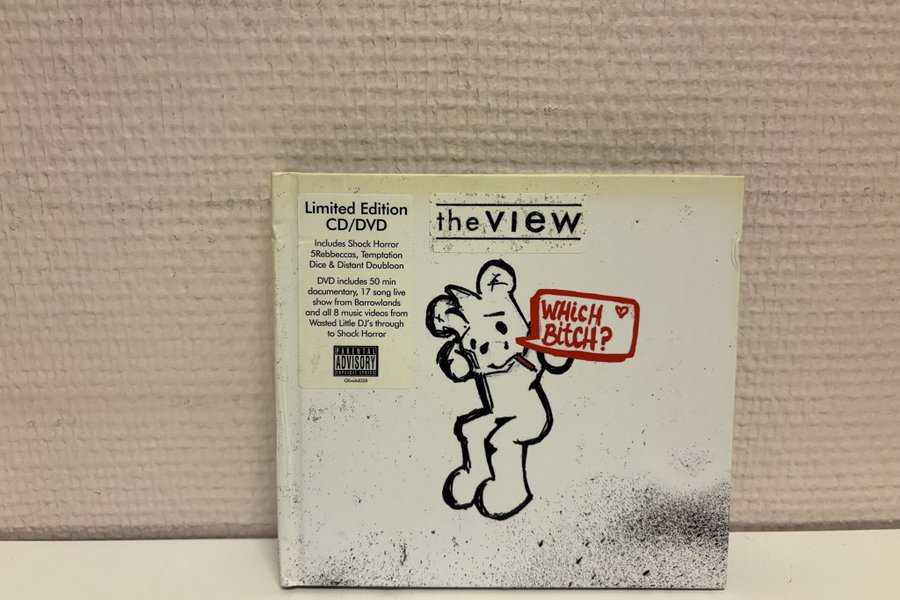 Limited Edition
CD/DVD
Includes Shock Horror
5Rebbeccas, Temptation
Dice & Distant Doubloon
DVD includes 50 min
documentary, 17 song live
show from Barrowlands
and all 8 music videos from
Wasted Little DJ's through
to Shock Horror
PARENTAL
ADVISORY
EXPLICIT LYRICS
the view
WHicH
BitCH?